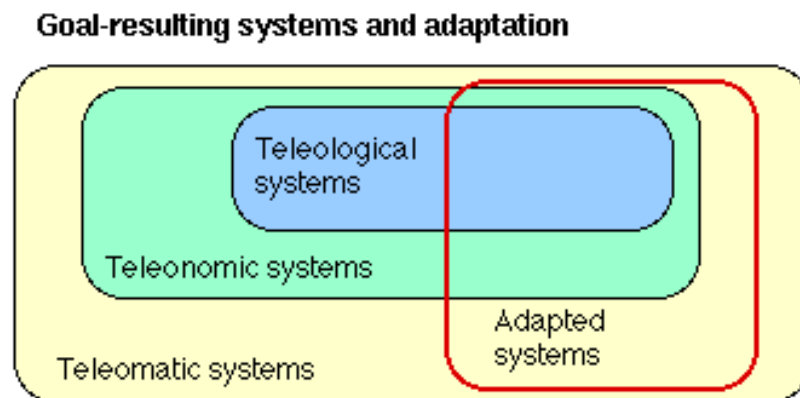 Goal-resulting systems and adaptation
Teleological
systems
Teleonomic systems
Adapted
systems
Teleomatic systems